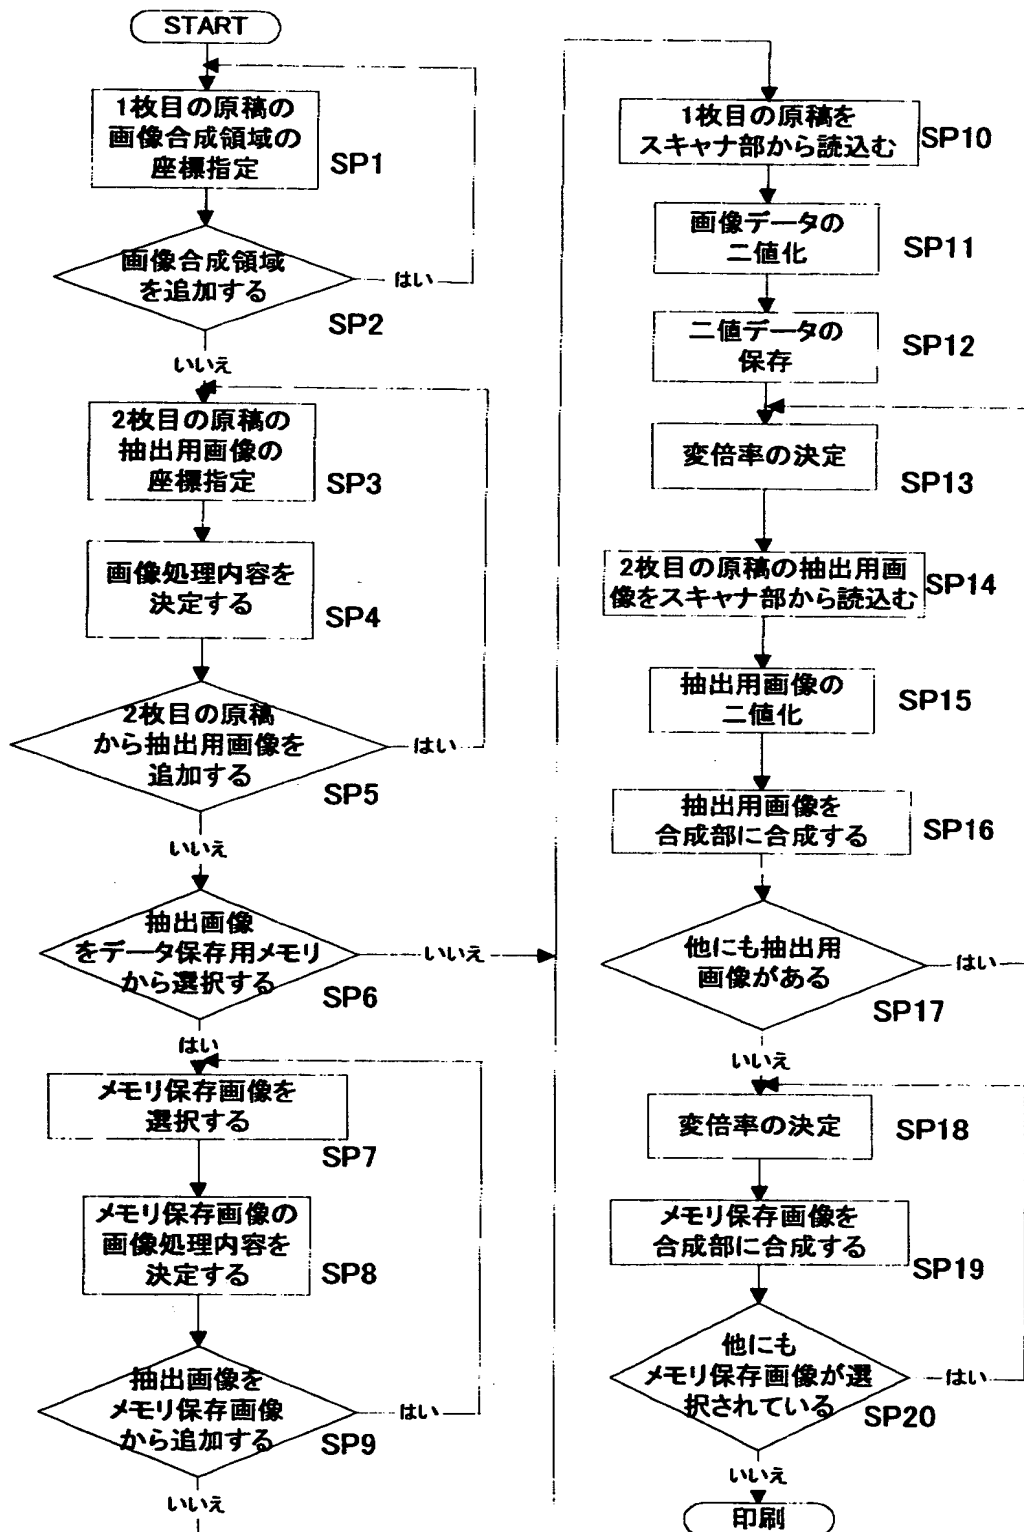 START
1枚目の原稿の
画像合成領域の
座標指定
SP1
画像合成領域
を追加する
はい
SP2
いいえ
2枚目の原稿の
抽出用画像の
座標指定
SP3
画像処理内容を
決定する
SP4
2枚目の原稿
から抽出用画像を
追加する
はい
SP5
いいえ
抽出画像
をデータ保存用メモリ
から選択する
いいえ
SP6
はい
メモリ保存画像を
選択する
SP7
メモリ保存画像の
画像処理内容を
決定する
SP8
抽出画像を
メモリ保存画像
から追加する
はい
SP9
いいえ
1枚目の原稿を
スキャナ部から読込む
SP10
画像データの
二値化
SP11
二値データの
保存
SP12
変倍率の決定
SP13
2枚目の原稿の抽出用画
像をスキャナ部から読込む
SP14
抽出用画像の
二値化
SP15
抽出用画像を
合成部に合成する
SP16
他にも抽出用
画像がある
はい
SP17
いいえ
変倍率の決定
SP18
メモリ保存画像を
合成部に合成する
SP19
他にも
メモリ保存画像が選
択されている
はい
SP20
いいえ
印刷